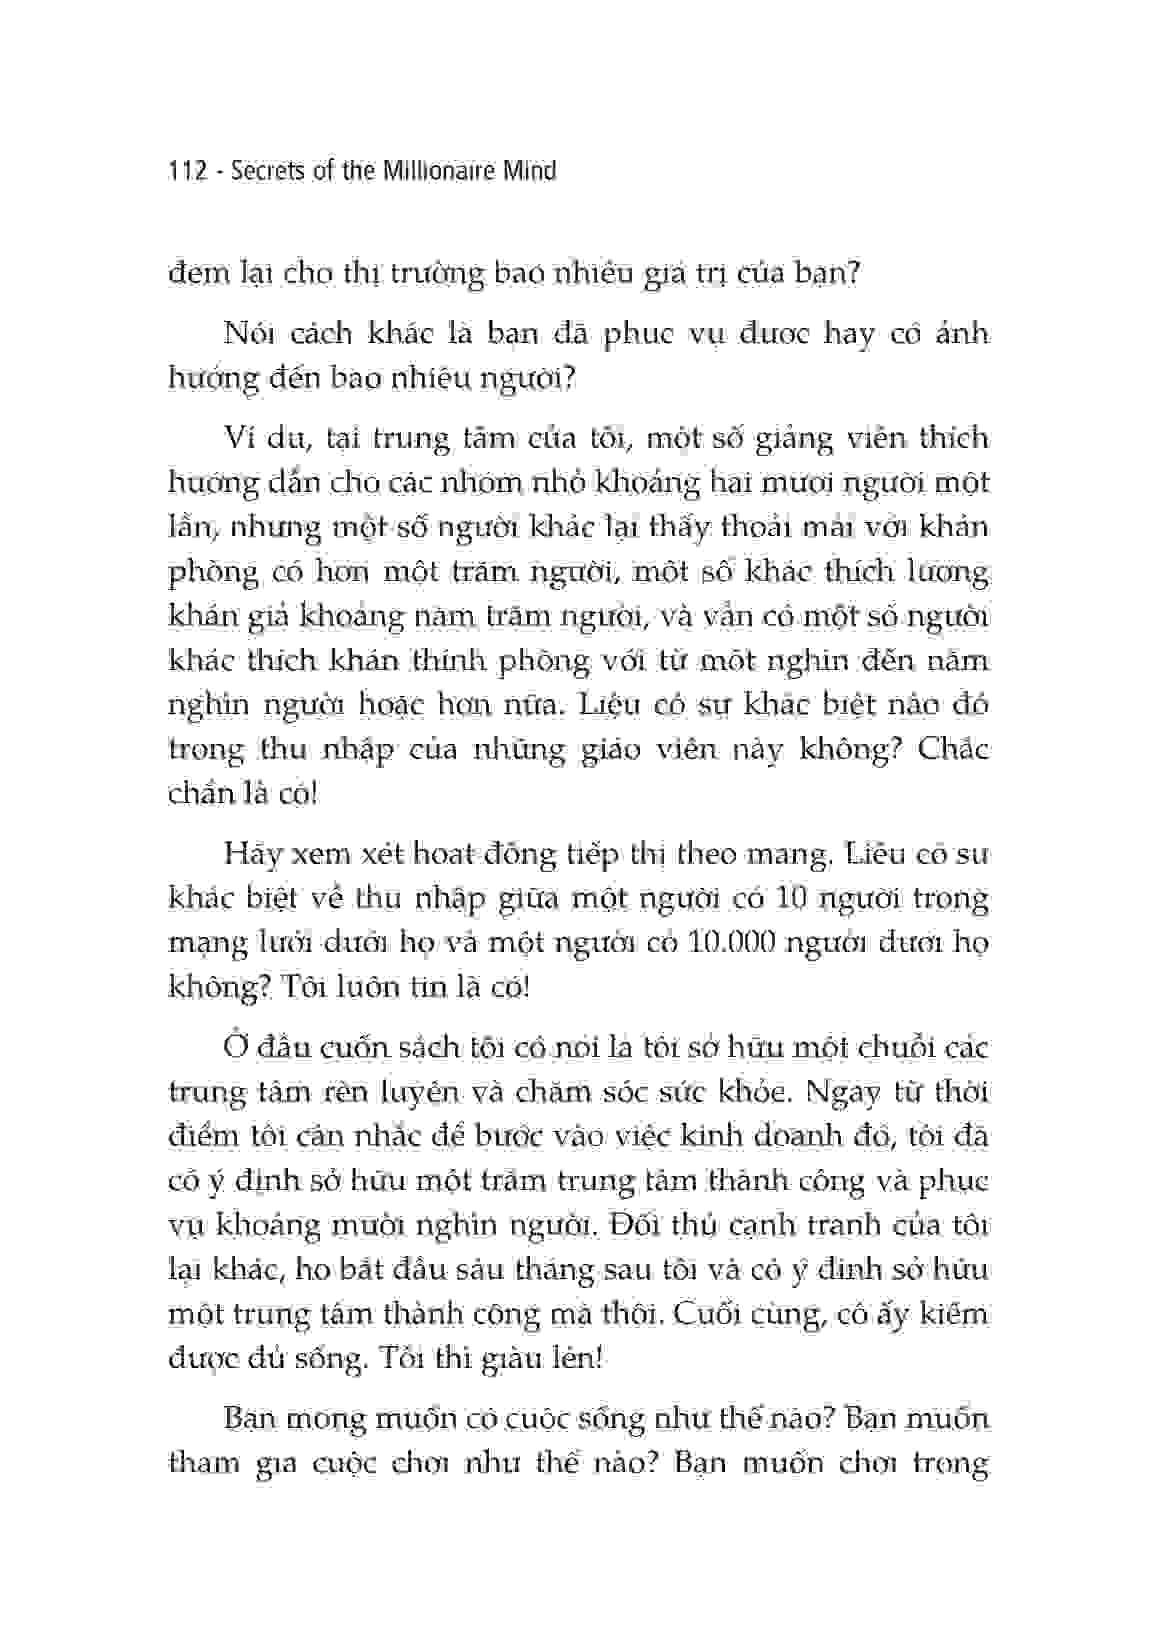 112 - Secrets of the Millionaire Mind
đem lại cho thị trường bao nhiêu giá trị của bạn?
Nói cách khác là bạn đã phục vụ được hay có ảnh
hưởng đến bao nhiêu người?
Ví dụ, tại trung tâm của tôi, một số giảng viên thích
hướng dẫn cho các nhóm nhỏ khoảng hai mươi người một
lần, nhưng một số người khác lại thấy thoải mái với khán
phòng có hơn một trăm người, một số khác thích lượng
khán giả khoảng năm trăm người, và vẫn có một số người
khác thích khán thính phòng với từ một nghìn đến năm
nghìn người hoặc hơn nữa. Liệu có sự khác biệt nào đó
trong thu nhập của những giáo viên này không? Chắc
chắn là có!
Hãy xem xét hoạt động tiếp thị theo mạng. Liệu có sự
khác biệt về thu nhập giữa một người có 10 người trong
mạng lưới dưới họ và một người có 10.000 người dưới họ
không? Tôi luôn tin là có!
Ở đầu cuốn sách tôi có nói là tôi sở hữu một chuỗi các
trung tâm rèn luyện và chăm sóc sức khỏe. Ngay từ thời
điểm tôi cân nhắc để bước vào việc kinh doanh đó, tôi đã
có ý định sở hữu một trăm trung tâm thành công và phục
vụ khoảng mười nghìn người. Đối thủ cạnh tranh của tôi
lại khác, họ bắt đầu sáu tháng sau tôi và có ý định sở hữu
một trung tâm thành công mà thôi. Cuối cùng, cô ấy kiếm
được đủ sống. Tôi thì giàu lên!
Bạn mong muốn có cuộc sống như thế nào? Bạn muốn
tham gia cuộc chơi như thế nào? Bạn muốn chơi trong